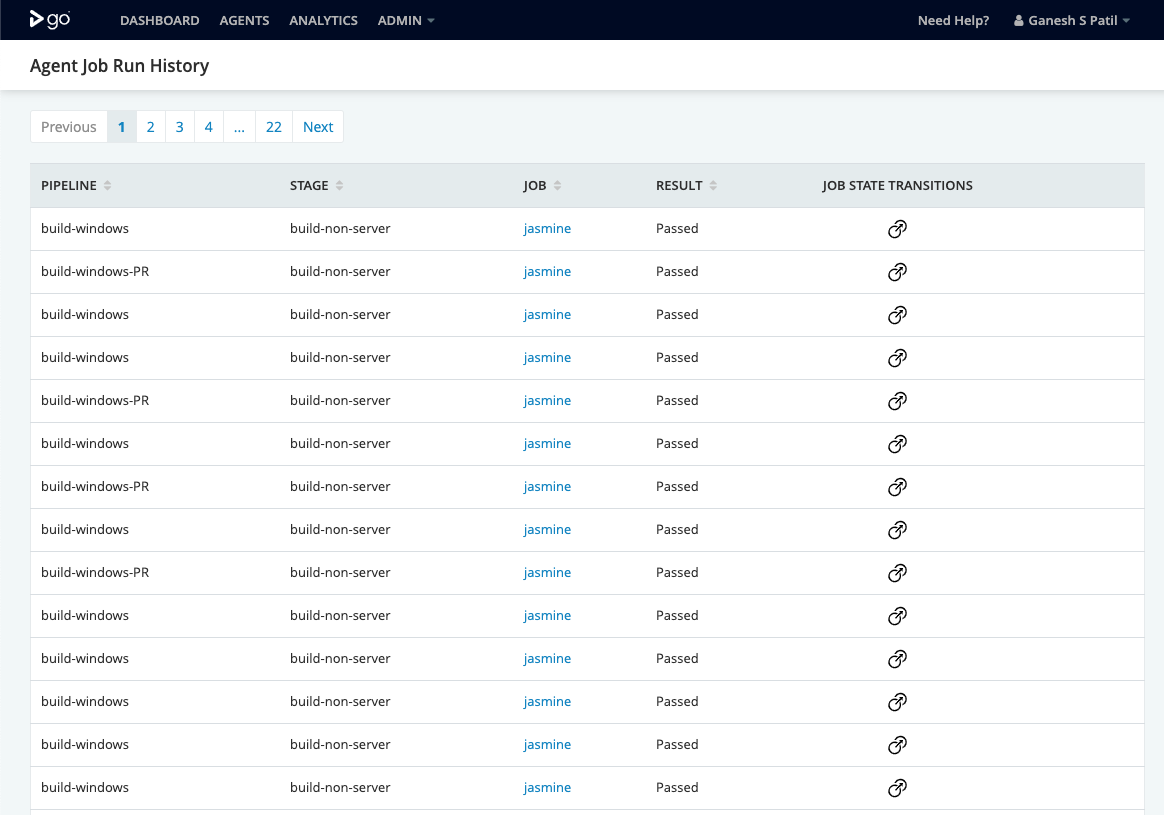 go DASHBOARD AGENTS ANALYTICS ADMIN Need Help? Ganesh S Patil
Agent Job Run History
Previous 1 2 3 4 ... 22 Next
PIPELINE STAGE JOB RESULT JOB STATE TRANSITIONS
build-windows build-non-server jasmine Passed
build-windows-PR build-non-server jasmine Passed
build-windows build-non-server jasmine Passed
build-windows build-non-server jasmine Passed
build-windows-PR build-non-server jasmine Passed
build-windows build-non-server jasmine Passed
build-windows-PR build-non-server jasmine Passed
build-windows build-non-server jasmine Passed
build-windows-PR build-non-server jasmine Passed
build-windows build-non-server jasmine Passed
build-windows build-non-server jasmine Passed
build-windows build-non-server jasmine Passed
build-windows build-non-server jasmine Passed
build-windows build-non-server jasmine Passed